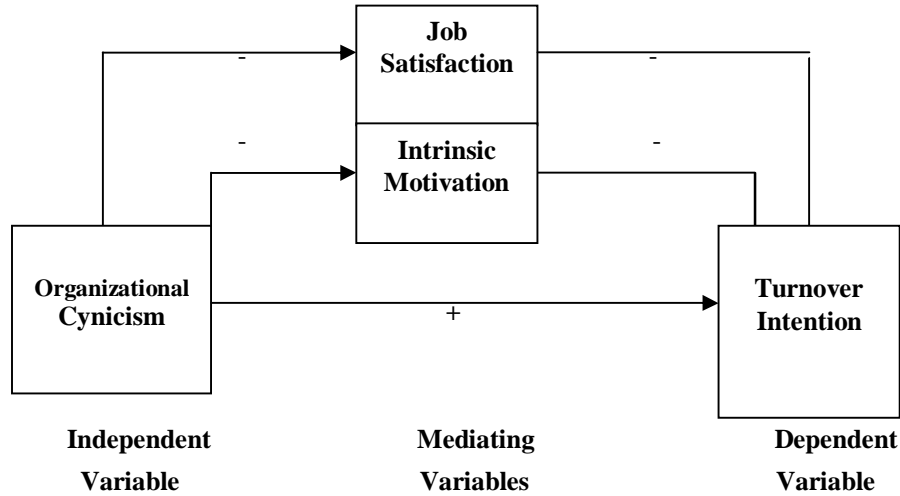 Job
Satisfaction
-
-
-
-
Intrinsic
Motivation
Organizational
Cynicism
+
Turnover
Intention
Independent
Variable
Mediating
Variables
Dependent
Variable